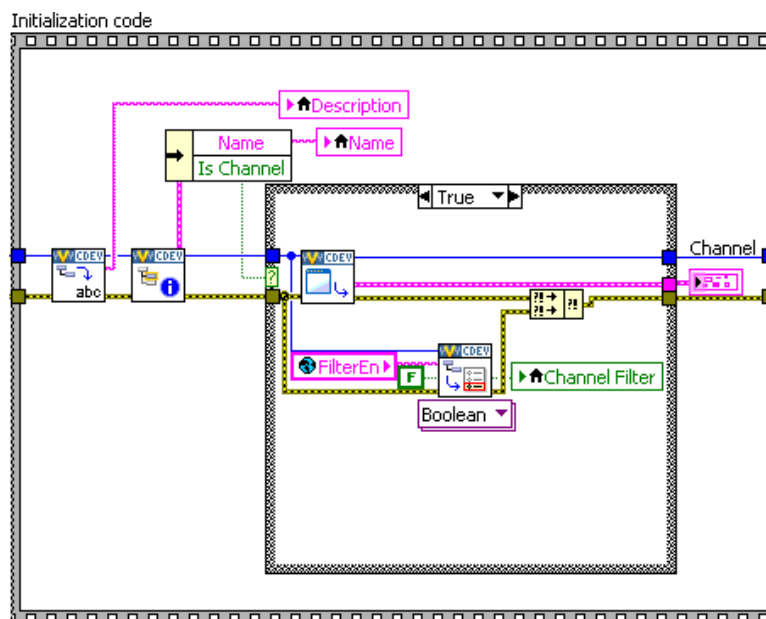 Initialization code
Description
Name
Name
Is Channel
True
CDEV
abc
CDEV
i
?
CDEV
Channel
?!
?!
?!
FilterEn
F
CDEV
Channel Filter
Boolean